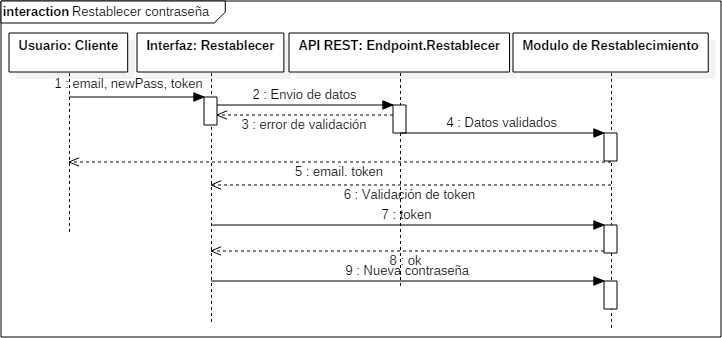 interaction Restablecer contraseña
Usuario: Cliente
Interfaz: Restablecer
API REST: Endpoint.Restablecer
Modulo de Restablecimiento
1 : email, newPass, token
2 : Envio de datos
3 : error de validación
4 : Datos validados
5 : email. token
6 : Validación de token
7 : token
8 : ok
9 : Nueva contraseña